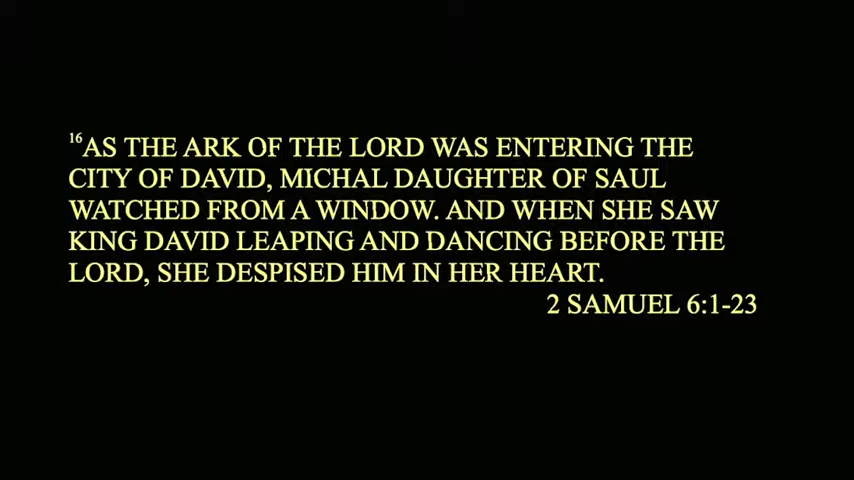 16AS THE ARK OF THE LORD WAS ENTERING THE
CITY OF DAVID, MICHAL DAUGHTER OF SAUL
WATCHED FROM A WINDOW. AND WHEN SHE SAW
KING DAVID LEAPING AND DANCING BEFORE THE
LORD, SHE DESPISED HIM IN HER HEART.
2 SAMUEL 6:1-23